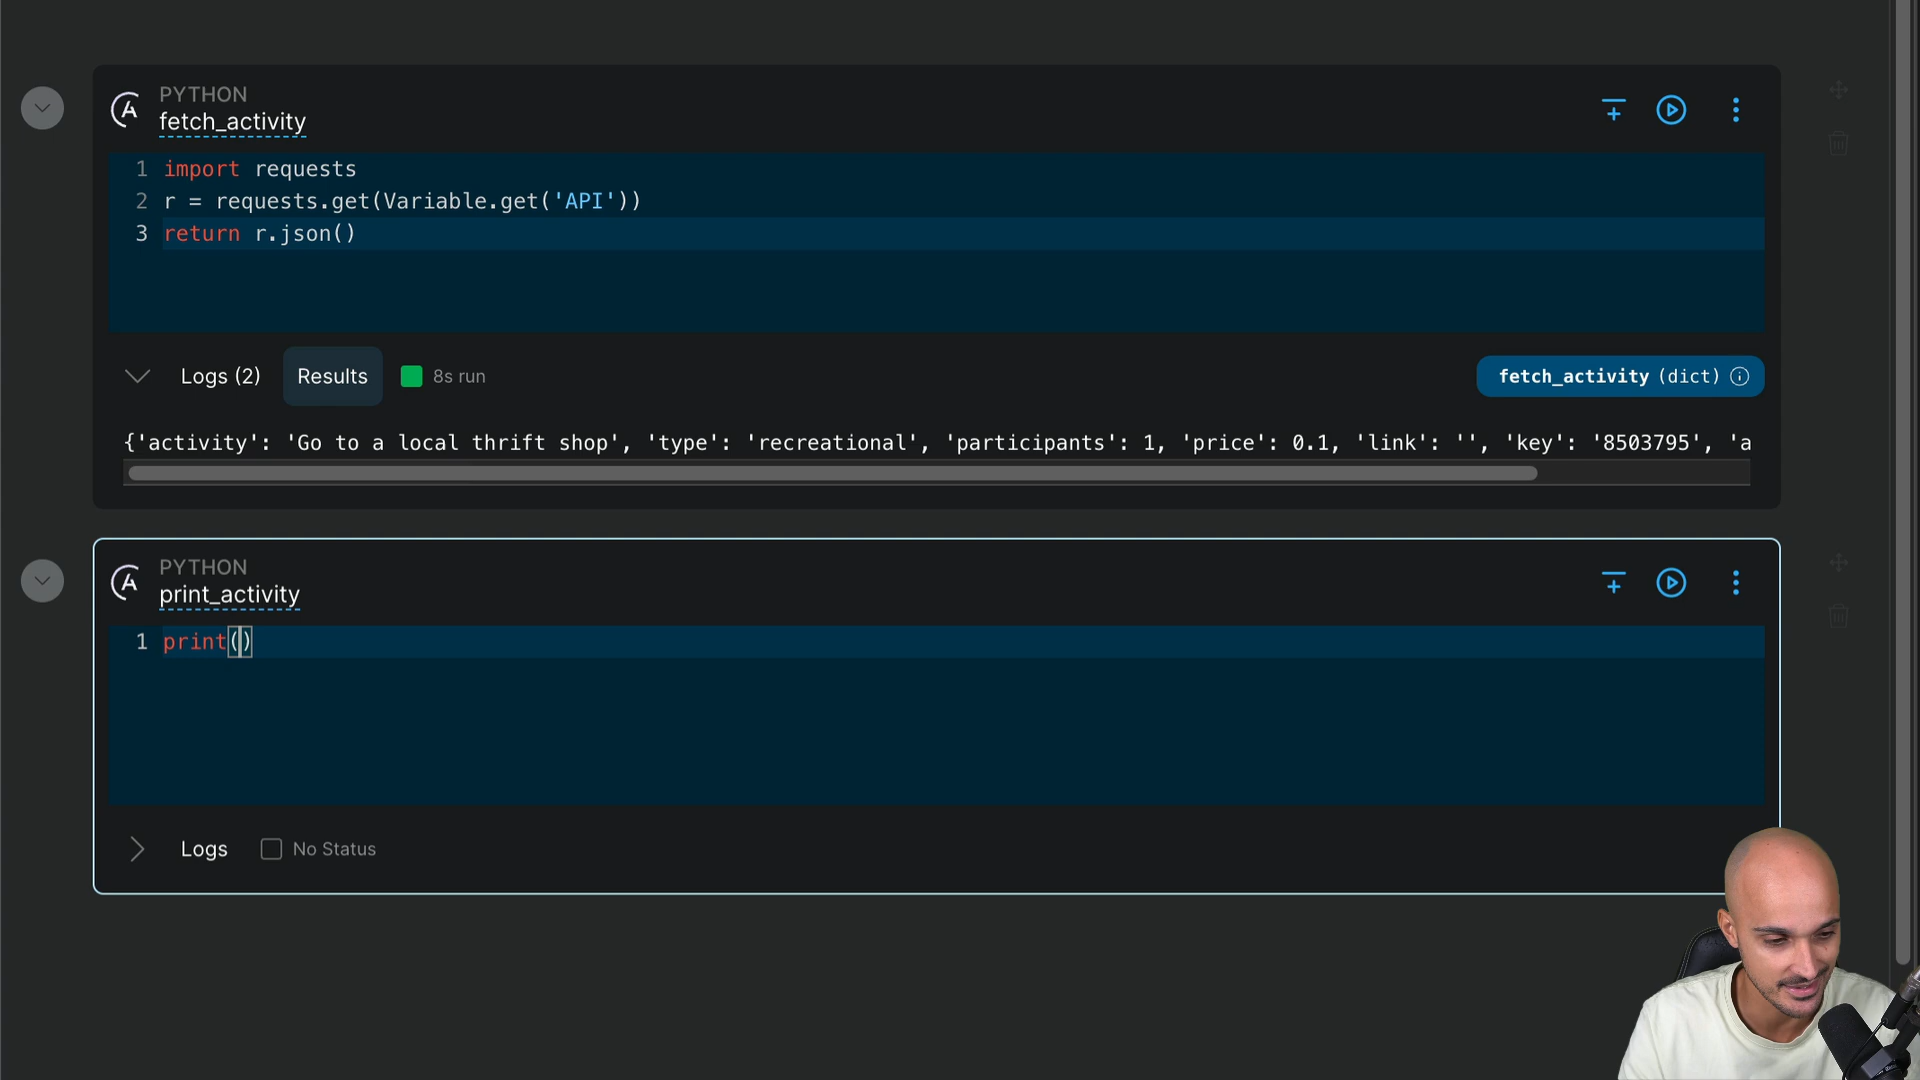 PYTHON
fetch_activity
1 import requests
2 r = requests.get(Variable.get('API'))
3 return r.json()
Logs (2) Results 8s run fetch_activity (dict)
{'activity': 'Go to a local thrift shop', 'type': 'recreational', 'participants': 1, 'price': 0.1, 'link': '', 'key': '8503795', 'a
PYTHON
print_activity
1 print()
Logs No Status